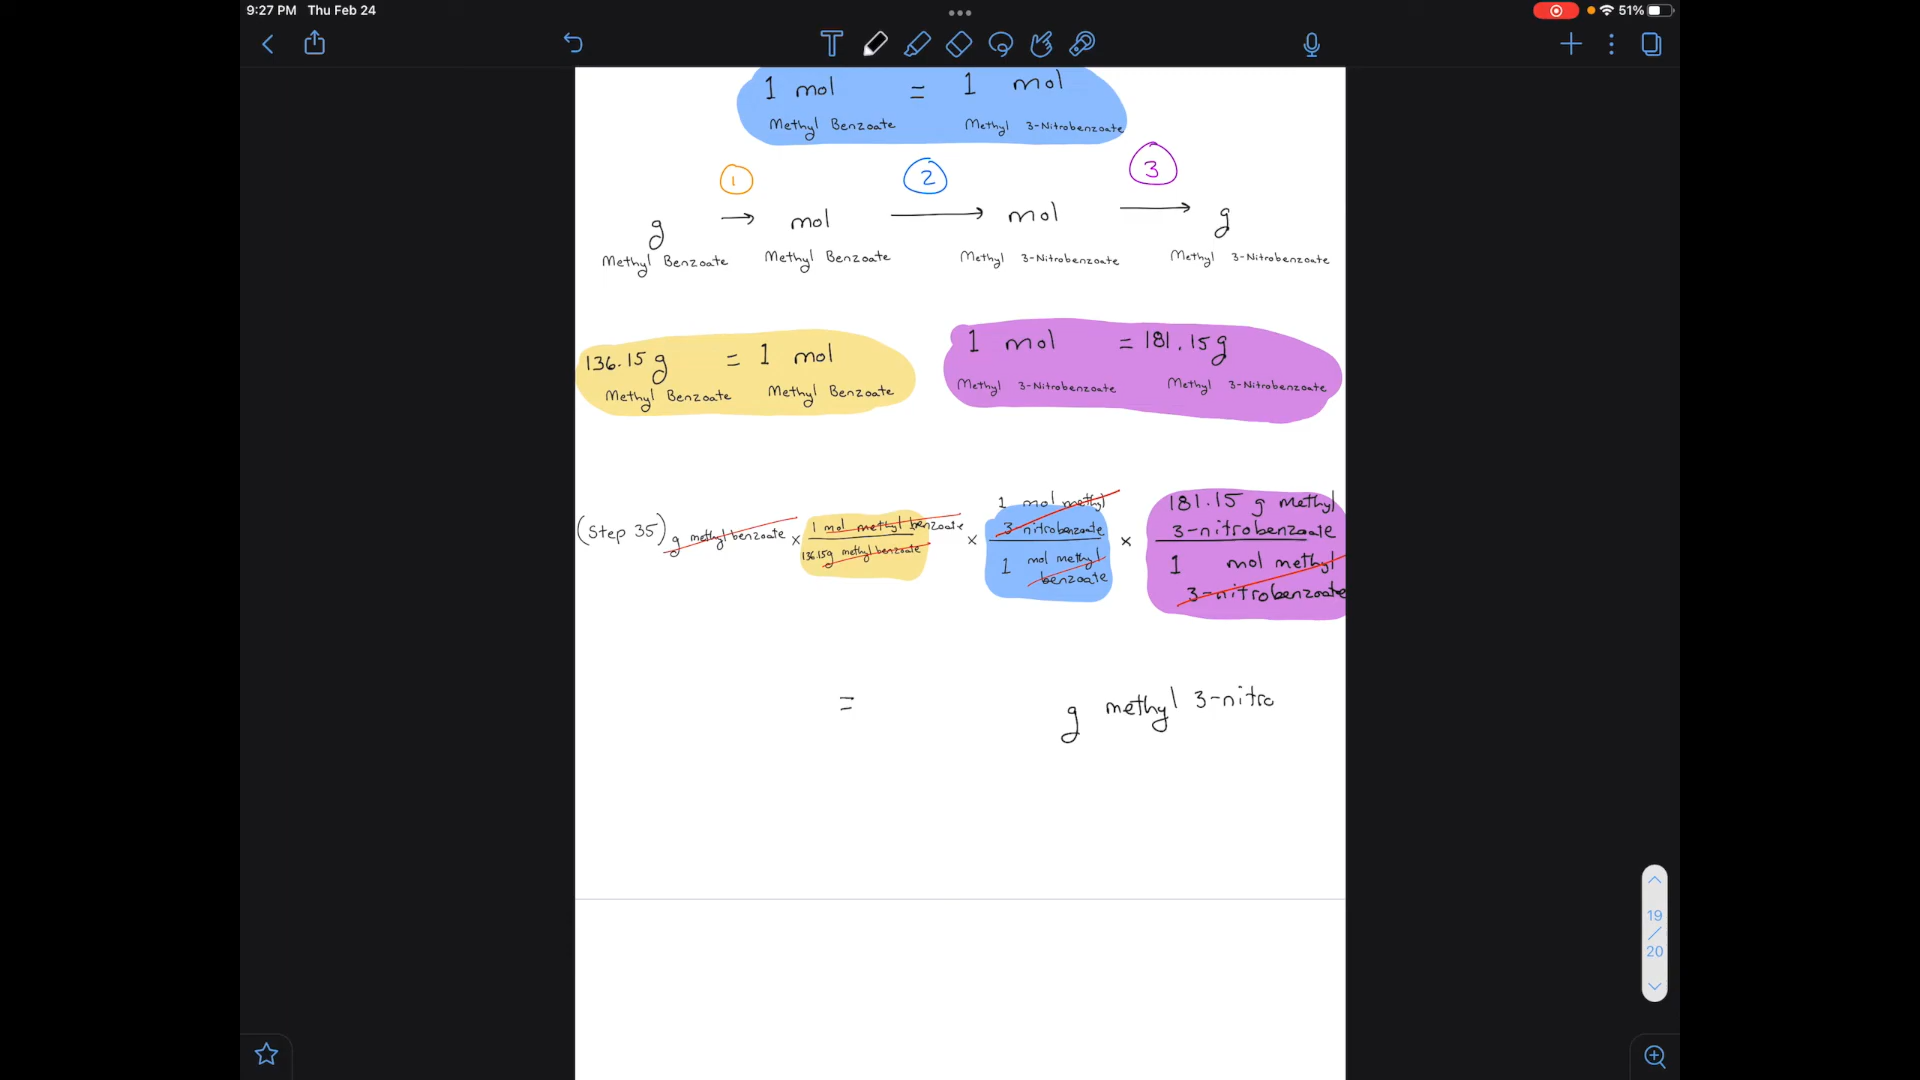 9:27 PM Thu Feb 24
51%
1 mol = 1 mol
Methyl Benzoate Methyl 3-Nitrobenzoate
1 2 3
g → mol → mol → g
Methyl Benzoate Methyl Benzoate Methyl 3-Nitrobenzoate Methyl 3-Nitrobenzoate
136.15 g = 1 mol
Methyl Benzoate Methyl Benzoate
1 mol = 181.15 g
Methyl 3-Nitrobenzoate Methyl 3-Nitrobenzoate
(Step 35) g methyl benzoate ×
1 mol methyl benzoate
136.15g methyl benzoate
×
1 mol methyl
3 nitrobenzoate
1 mol methyl
benzoate
×
181.15 g methyl
3-nitrobenzoate
1 mol methyl
3-nitrobenzoate
= g methyl 3-nitro
19
/
20